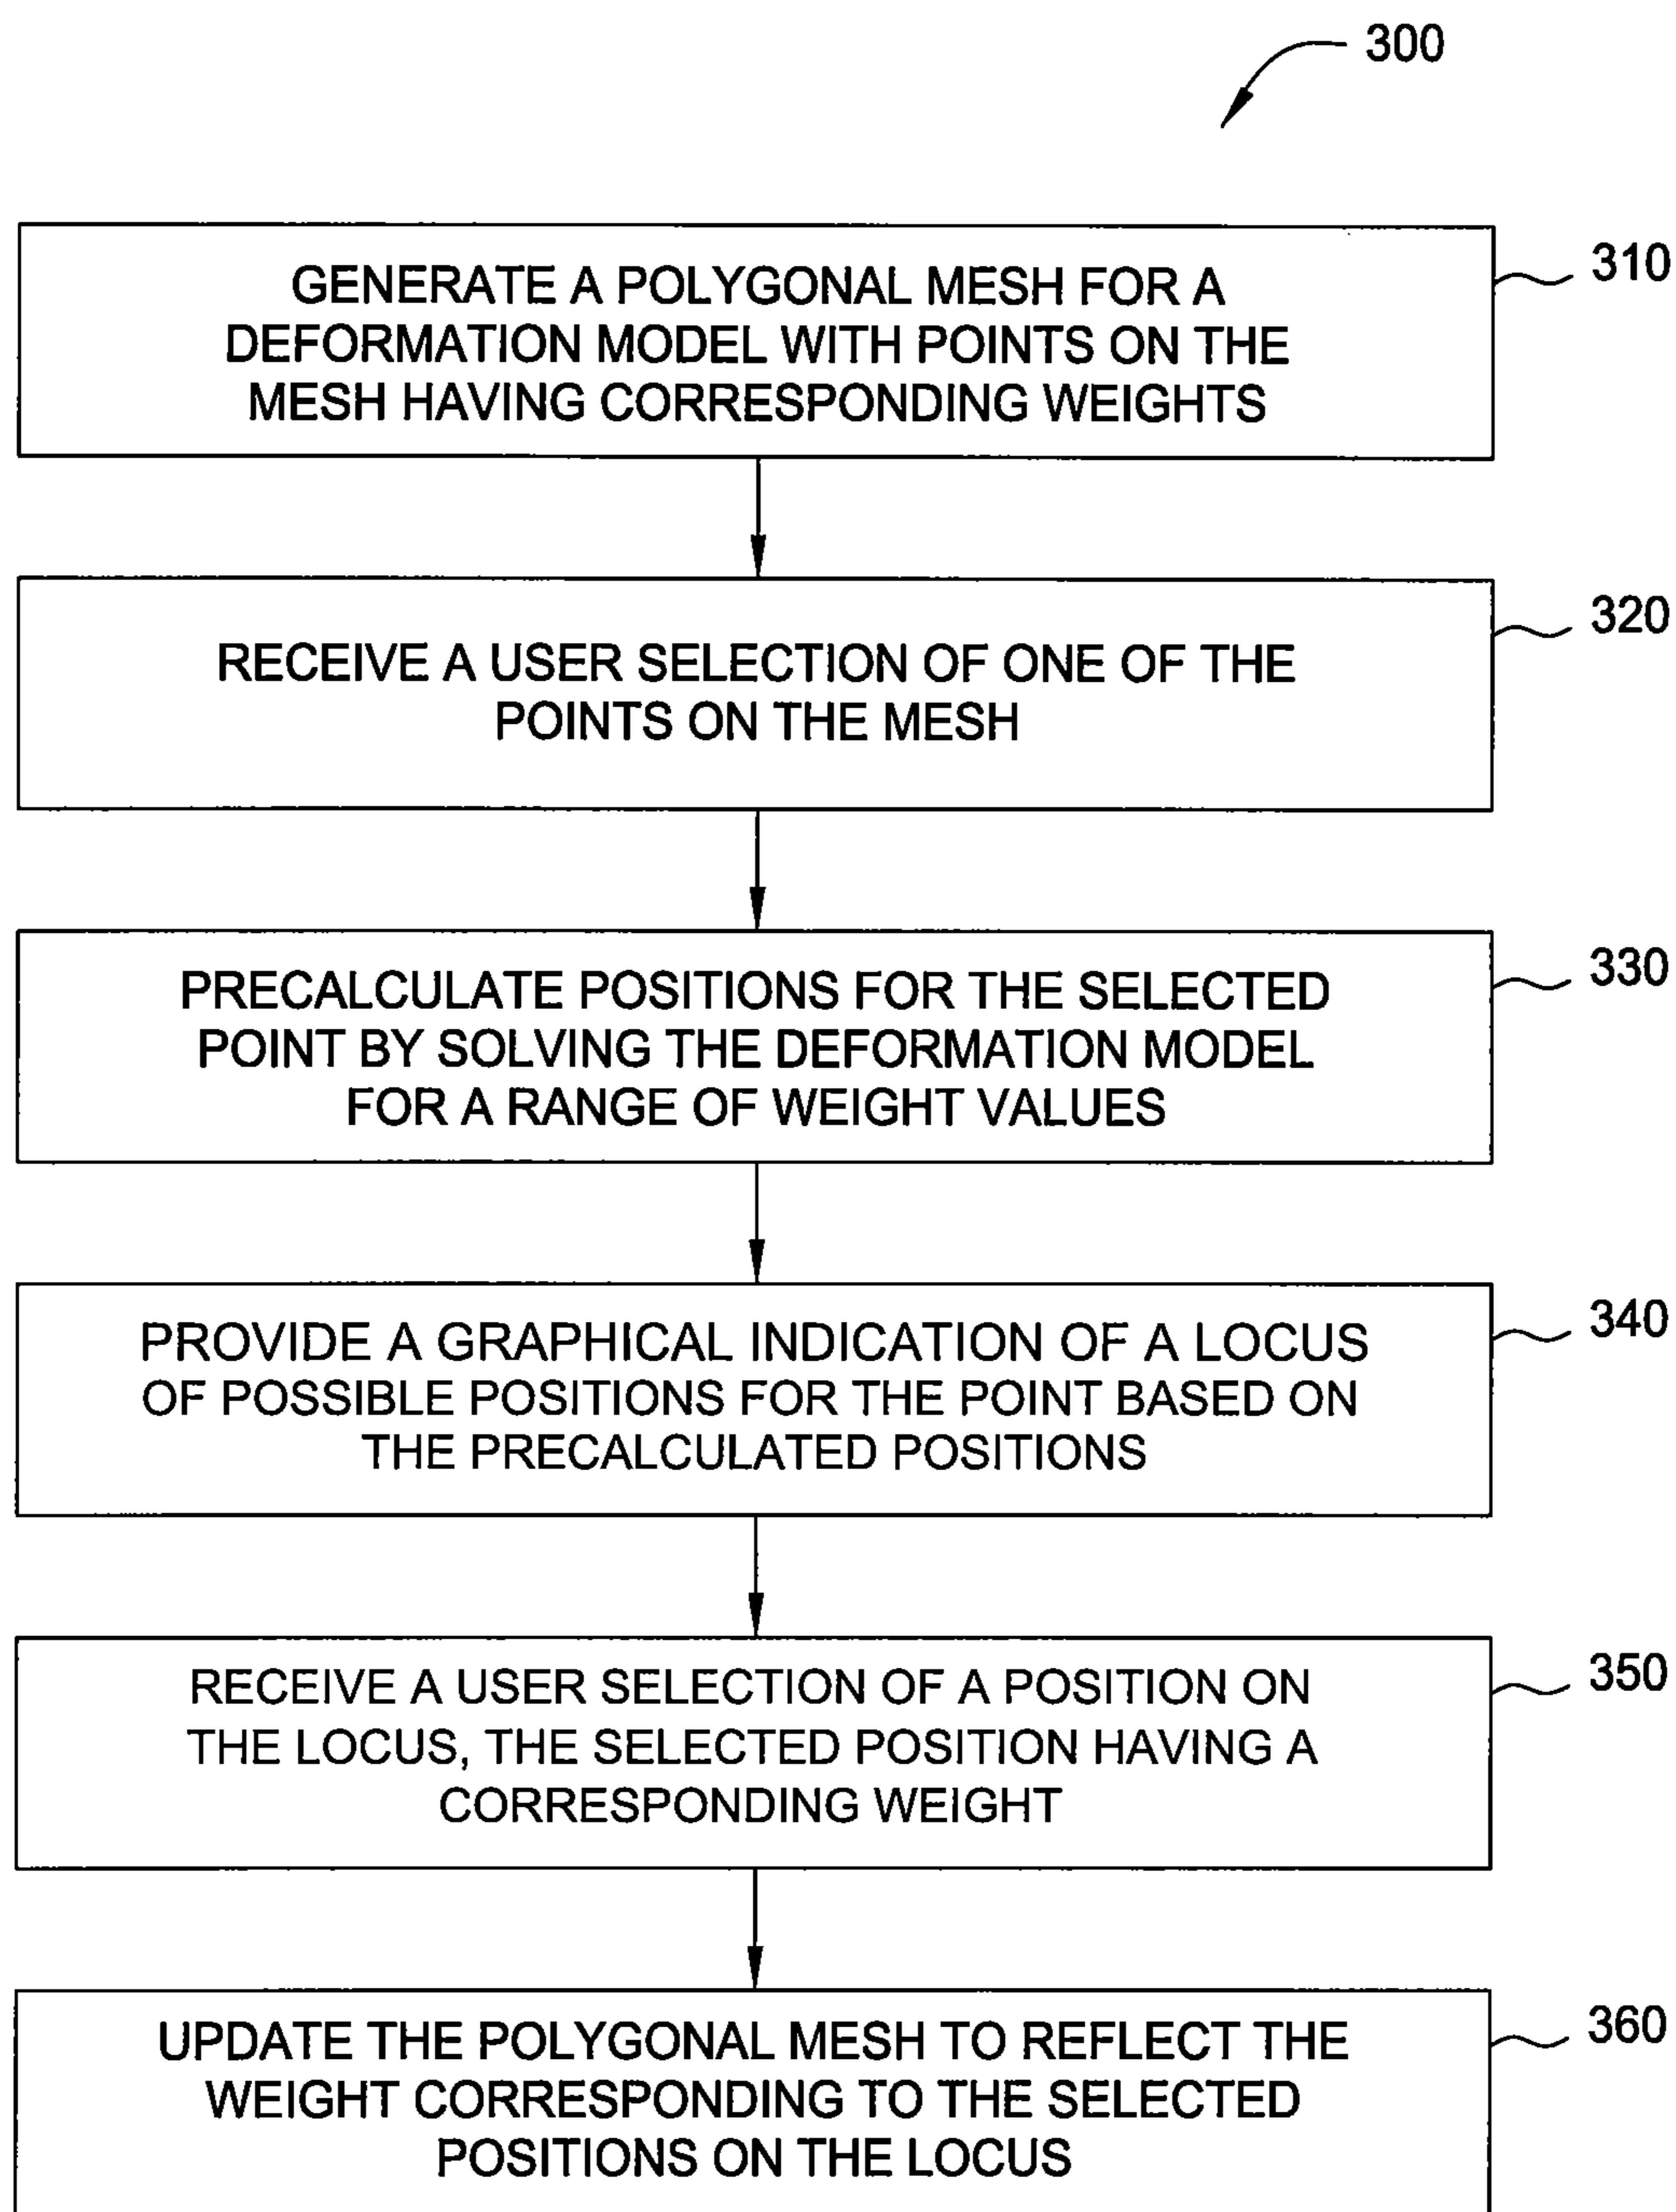 300
GENERATE A POLYGONAL MESH FOR A
DEFORMATION MODEL WITH POINTS ON THE
MESH HAVING CORRESPONDING WEIGHTS
310
RECEIVE A USER SELECTION OF ONE OF THE
POINTS ON THE MESH
320
PRECALCULATE POSITIONS FOR THE SELECTED
POINT BY SOLVING THE DEFORMATION MODEL
FOR A RANGE OF WEIGHT VALUES
330
PROVIDE A GRAPHICAL INDICATION OF A LOCUS
OF POSSIBLE POSITIONS FOR THE POINT BASED ON
THE PRECALCULATED POSITIONS
340
RECEIVE A USER SELECTION OF A POSITION ON
THE LOCUS, THE SELECTED POSITION HAVING A
CORRESPONDING WEIGHT
350
UPDATE THE POLYGONAL MESH TO REFLECT THE
WEIGHT CORRESPONDING TO THE SELECTED
POSITIONS ON THE LOCUS
360